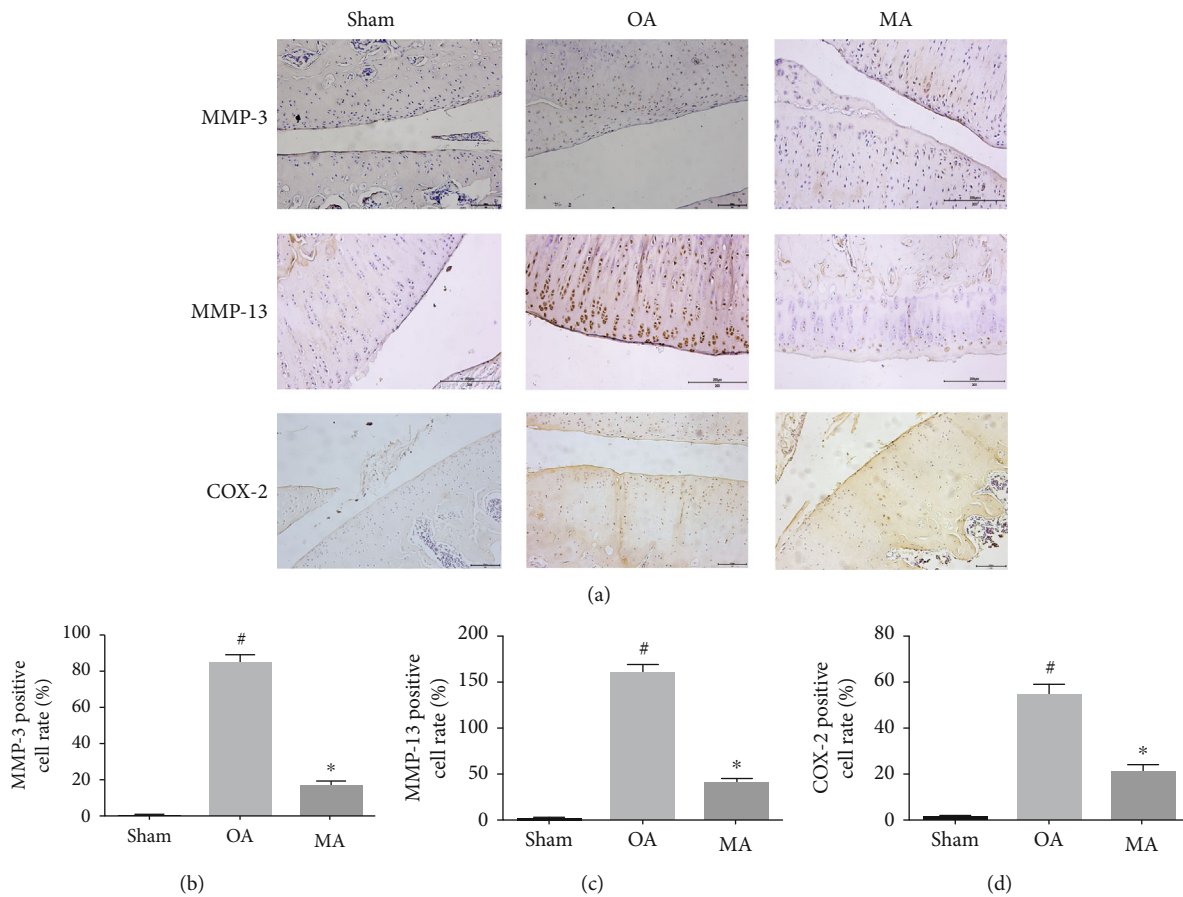 Sham OA MA
MMP-3
MMP-13
COX-2
(a)
MMP-3 positive
cell rate (%)
100
80
60
40
20
0
#
*
Sham OA MA
(b)
MMP-13 positive
cell rate (%)
200
150
100
50
0
#
*
Sham OA MA
(c)
COX-2 positive
cell rate (%)
80
60
40
20
0
#
*
Sham OA MA
(d)